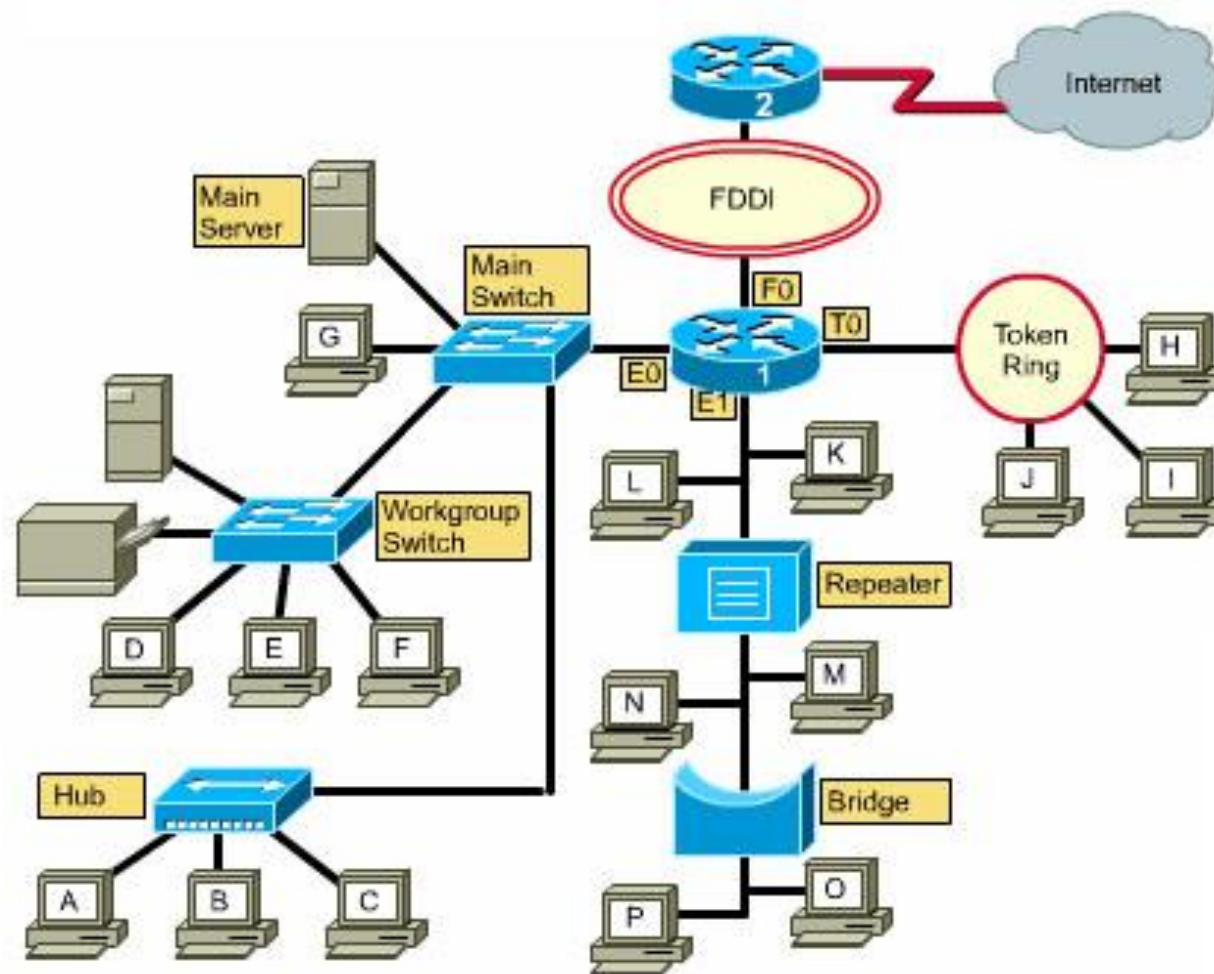 2
Internet
FDDI
Main
Server
Main
Switch
F0
T0
G
E0
1
E1
Token
Ring
H
K
L
J
I
Workgroup
Switch
Repeater
D
E
F
N
M
Hub
Bridge
A
B
C
P
O